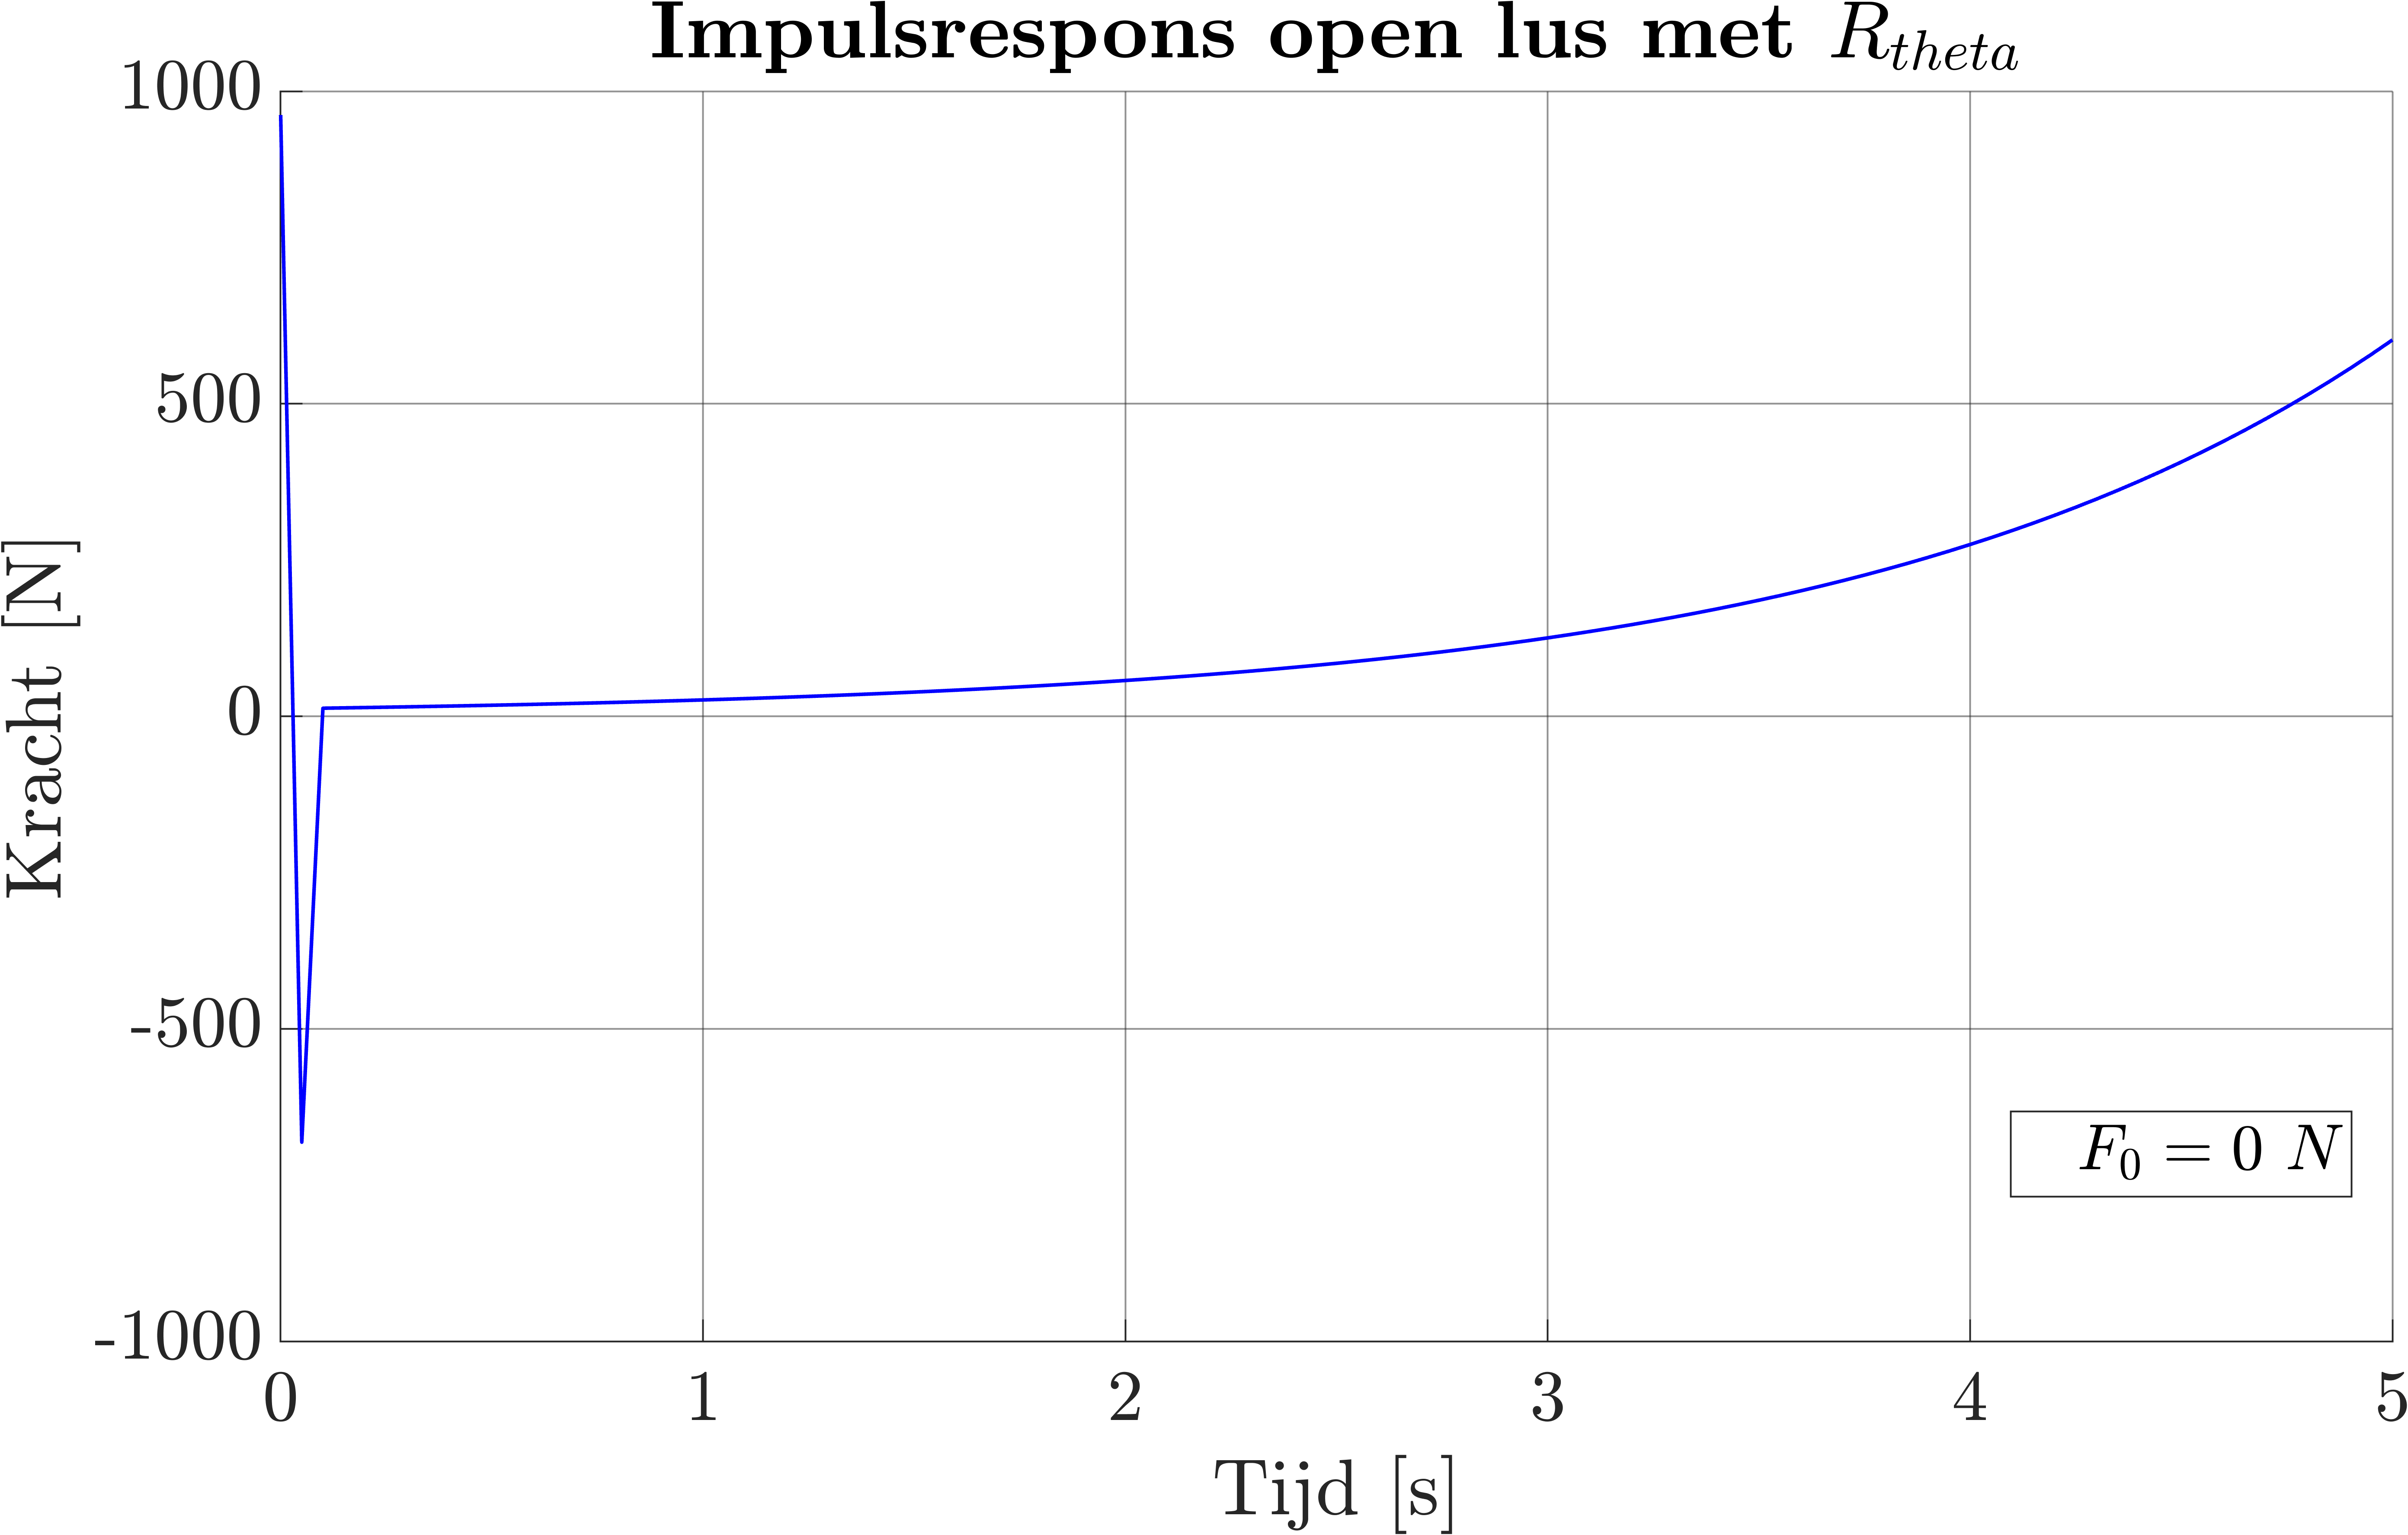 Impulsrespons open lus met R_theta
1000
500
0
-500
-1000
Kracht [N]
F_0 = 0 N
0 1 2 3 4 5
Tijd [s]